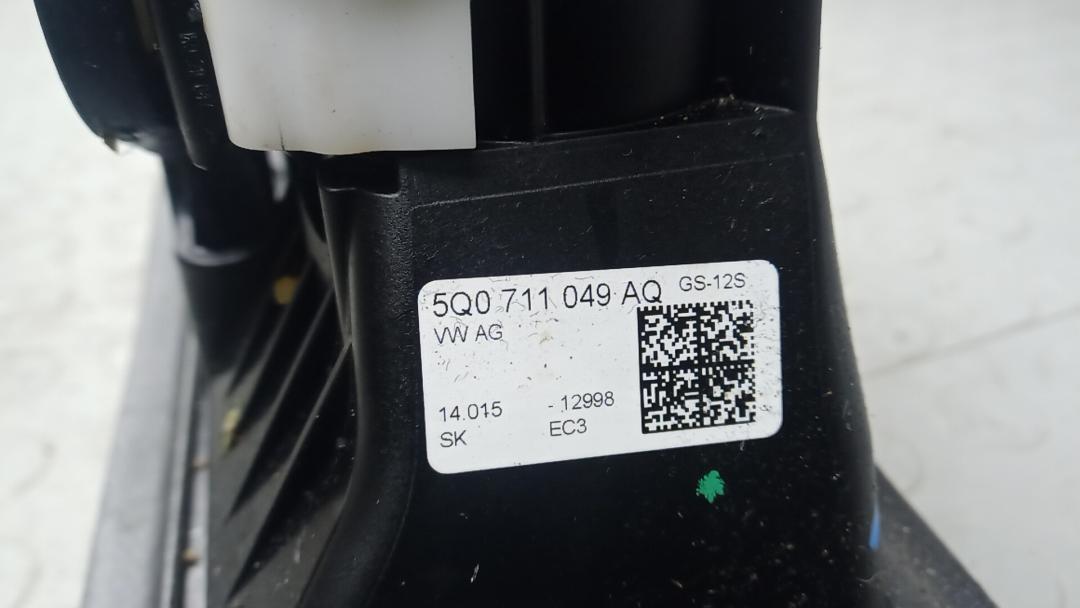 5Q0 711 049 AQ GS-12S
VW AG
14.015 - 12998
SK EC3